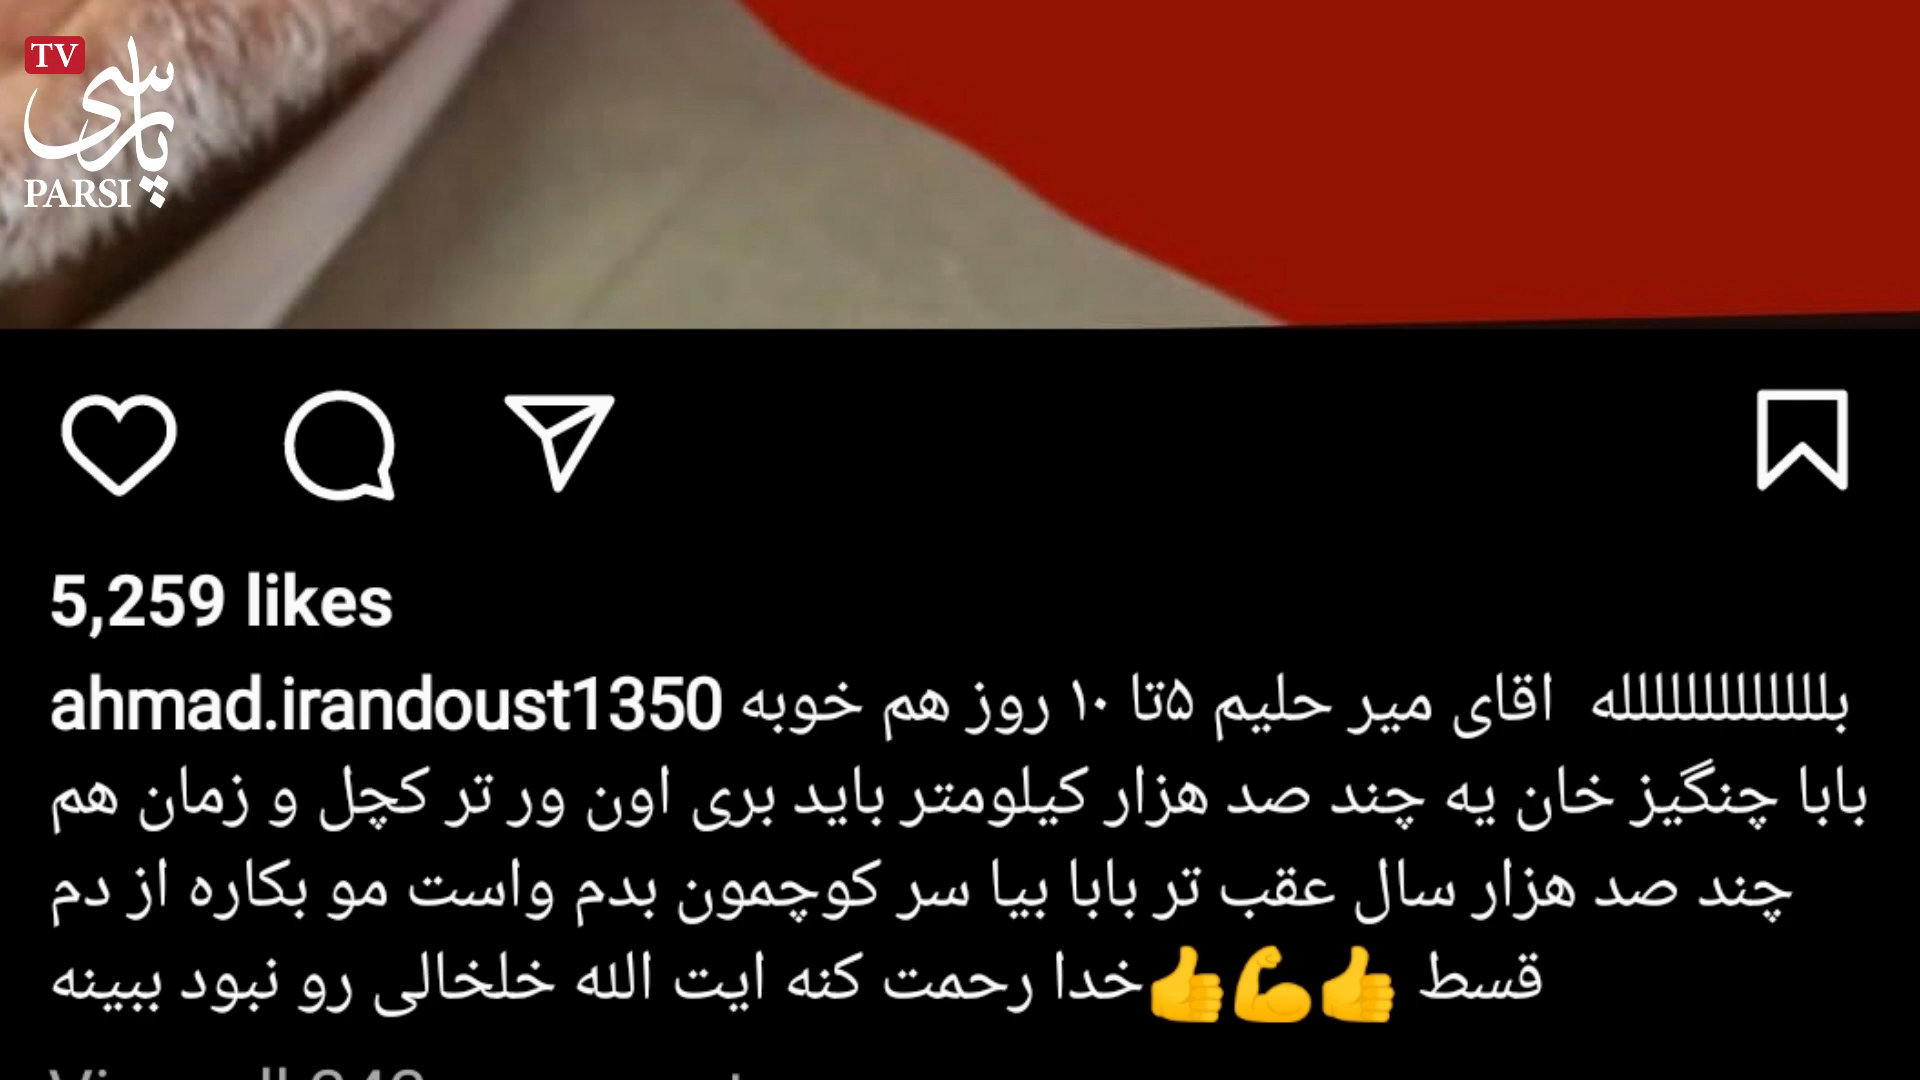 TV
پارسی
PARSI
5,259 likes
ahmad.irandoust1350 بلللللللللللللللله اقای میر حلیم ۵تا ۱۰ روز هم خوبه
بابا چنگیز خان یه چند صد هزار کیلومتر باید بری اون ور تر کچل و زمان هم
چند صد هزار سال عقب تر بابا بیا سر کوچمون بدم واست مو بکاره از دم
قسط 👍💪👍خدا رحمت کنه ایت الله خلخالی رو نبود ببینه